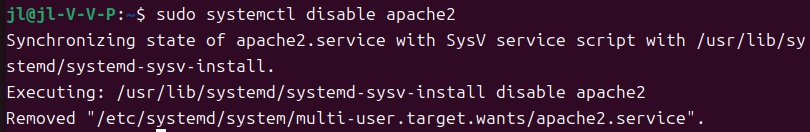 jl@jl-V-V-P:~$ sudo systemctl disable apache2
Synchronizing state of apache2.service with SysV service script with /usr/lib/sy
stemd/systemd-sysv-install.
Executing: /usr/lib/systemd/systemd-sysv-install disable apache2
Removed "/etc/systemd/system/multi-user.target.wants/apache2.service".